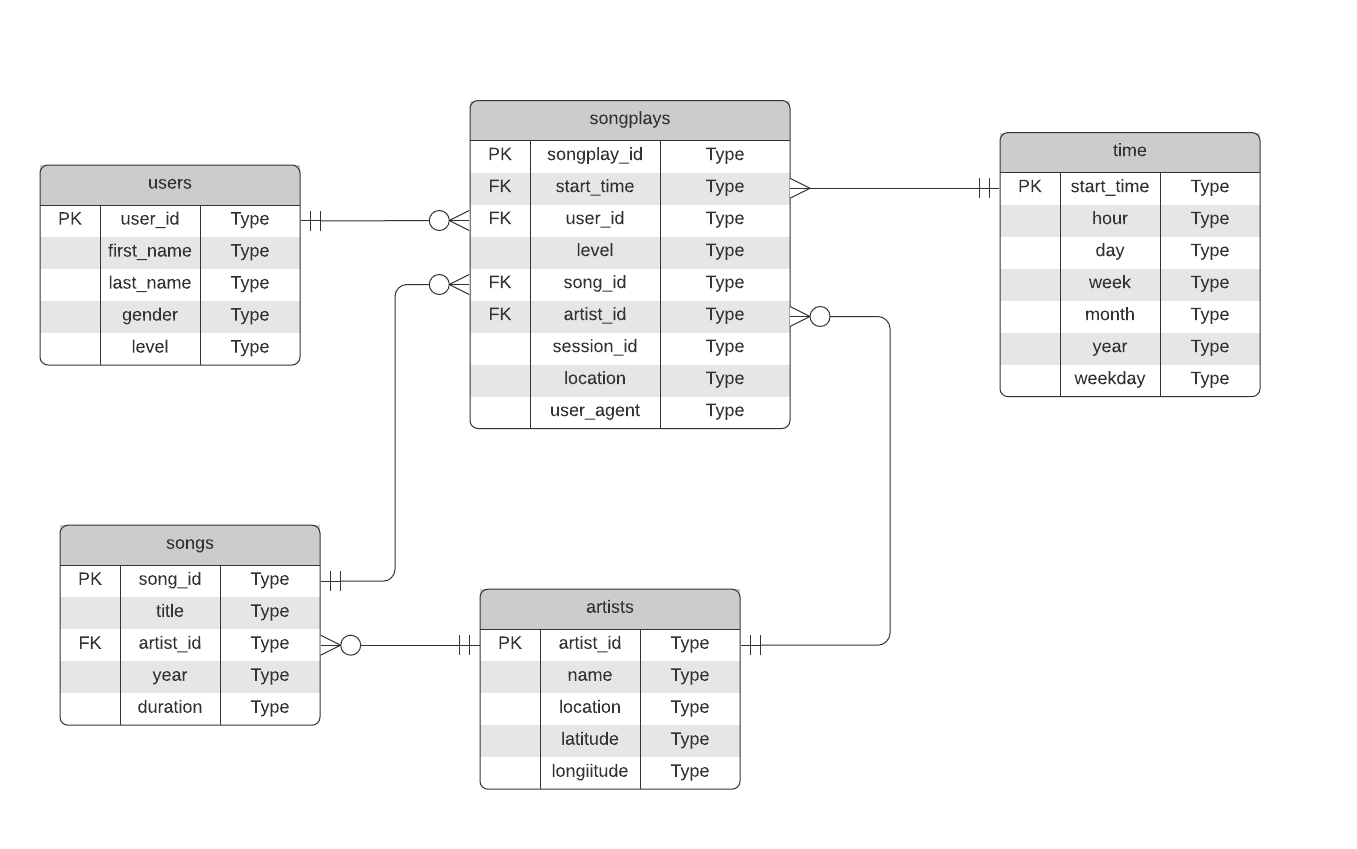 songplays
PK songplay_id Type
FK start_time Type
FK user_id Type
level Type
FK song_id Type
FK artist_id Type
session_id Type
location Type
user_agent Type
time
PK start_time Type
hour Type
day Type
week Type
month Type
year Type
weekday Type
users
PK user_id Type
first_name Type
last_name Type
gender Type
level Type
songs
PK song_id Type
title Type
FK artist_id Type
year Type
duration Type
artists
PK artist_id Type
name Type
location Type
latitude Type
longiitude Type